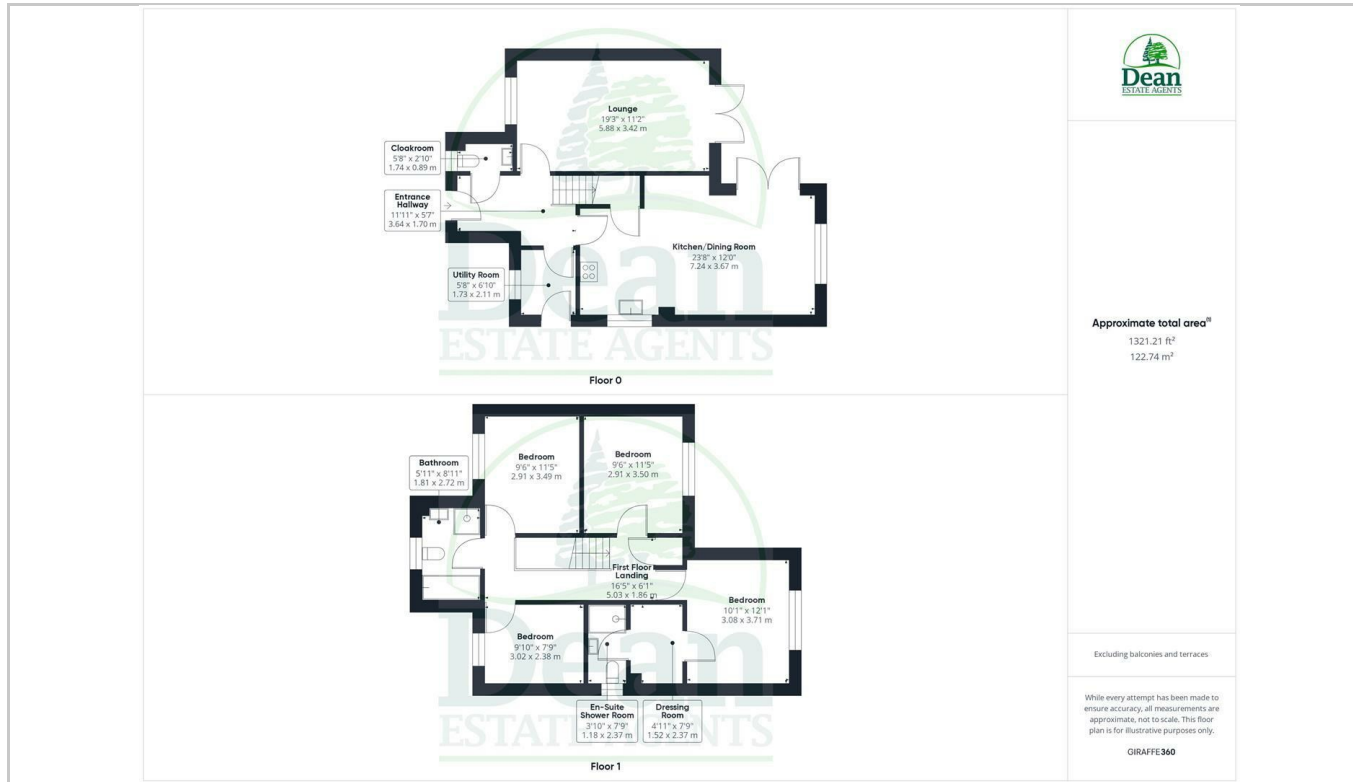 Lounge
19'3" x 11'2"
5.88 x 3.42 m
Cloakroom
5'8" x 2'10"
1.74 x 0.89 m
Entrance
Hallway
11'11" x 5'7"
3.64 x 1.70 m
Kitchen/Dining Room
23'8" x 12'0"
7.24 x 3.67 m
Utility Room
5'8" x 6'10"
1.73 x 2.11 m
Dean
ESTATE AGENTS
Floor 0
Bedroom
9'6" x 11'5"
2.91 x 3.49 m
Bedroom
9'6" x 11'5"
2.91 x 3.50 m
Bathroom
5'11" x 8'11"
1.81 x 2.72 m
First Floor
Landing
16'5" x 6'1"
5.03 x 1.86 m
Bedroom
10'1" x 12'1"
3.08 x 3.71 m
Bedroom
9'10" x 7'9"
3.02 x 2.38 m
En-Suite
Shower Room
3'10" x 7'9"
1.18 x 2.37 m
Dressing
Room
4'11" x 7'9"
1.52 x 2.37 m
Dean
ESTATE AGENTS
Floor 1
Dean
ESTATE AGENTS
Approximate total area(1)
1321.21 ft²
122.74 m²
Excluding balconies and terraces
While every attempt has been made to
ensure accuracy, all measurements are
approximate, not to scale. This floor
plan is for illustrative purposes only.
GIRAFFE360